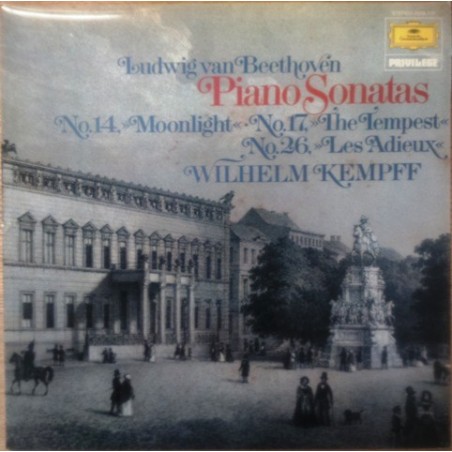 PRIVILEGE
Ludwig van Beethoven
Piano Sonatas
No.14, »Moonlight« · No.17, »The Tempest«
No.26, »Les Adieux«
WILHELM KEMPFF